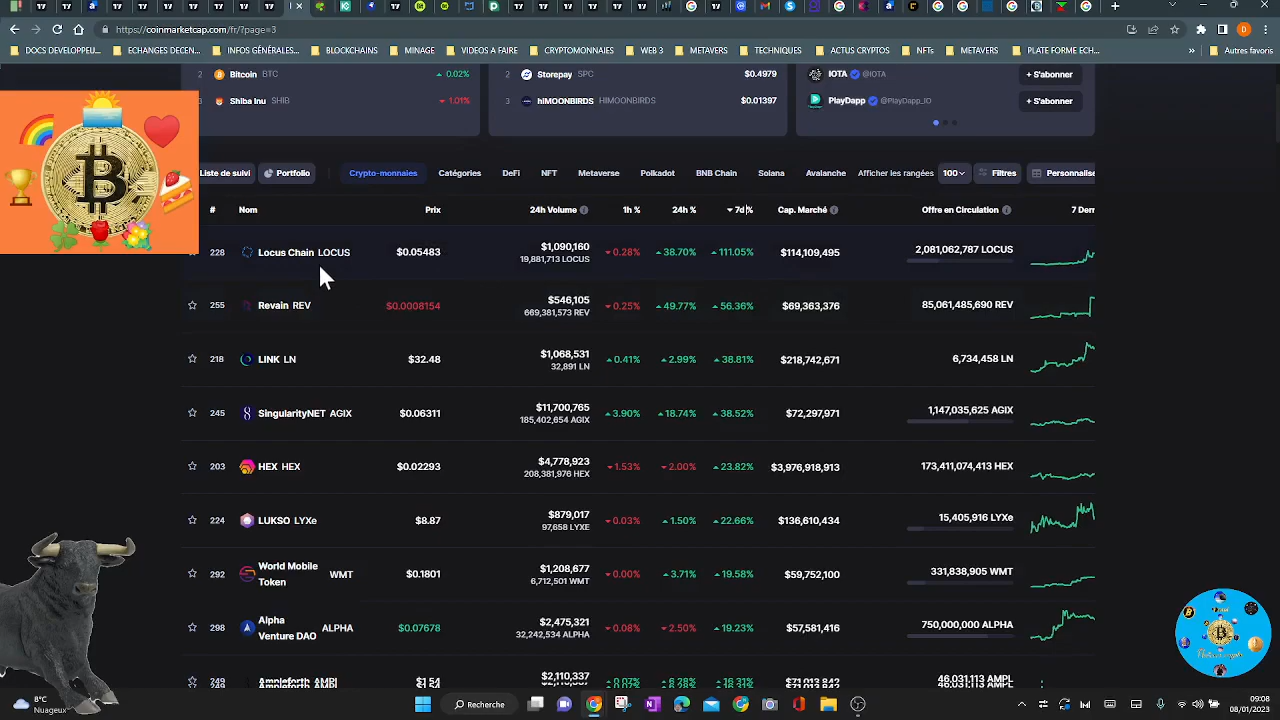 https://coinmarketcap.com/fr/?page=3
DOCS DEVELOPPEU...
ECHANGES DECEN...
INFOS GÉNÉRALES...
BLOCKCHAINS
MINAGE
VIDEOS A FAIRE
CRYPTOMONNAIES
WEB 3
METAVERS
TECHNIQUES
ACTUS CRYPTOS
NFTs
METAVERS
PLATE FORME ECH...
»
Autres favoris
2 Bitcoin BTC 0.02%
2 Storepay SPC $0.4979
IOTA @IOTA + S'abonner
3 Shiba Inu SHIB 1.01%
3 hiMOONBIRDS HIMOONBIRDS $0.01397
PlayDapp @PlayDapp_IO + S'abonner
Liste de suivi Portfolio Crypto-monnaies Catégories DeFi NFT Metaverse Polkadot BNB Chain Solana Avalanche Afficher les rangées 100 Filtres Personnalise
# Nom Prix 24h Volume 1h % 24h % 7d % Cap. Marché Offre en Circulation 7 Dern
228 Locus Chain LOCUS $0.05483 $1,090,160 0.28% 38.70% 111.05% $114,109,495 2,081,062,787 LOCUS
19,881,713 LOCUS
255 Revain REV $0.0008154 $546,105 0.25% 49.77% 56.36% $69,363,376 85,061,485,690 REV
669,381,573 REV
218 LINK LN $32.48 $1,068,531 0.41% 2.99% 38.81% $218,742,671 6,734,458 LN
32,891 LN
245 SingularityNET AGIX $0.06311 $11,700,765 3.90% 18.74% 38.52% $72,297,971 1,147,035,625 AGIX
185,402,654 AGIX
203 HEX HEX $0.02293 $4,778,923 1.53% 2.00% 23.82% $3,976,918,913 173,411,074,413 HEX
208,381,976 HEX
224 LUKSO LYXe $8.87 $879,017 0.03% 1.50% 22.66% $136,610,434 15,405,916 LYXe
97,658 LYXE
292 World Mobile Token WMT $0.1801 $1,208,677 0.00% 3.71% 19.58% $59,752,100 331,838,905 WMT
6,712,501 WMT
298 Alpha Venture DAO ALPHA $0.07678 $2,475,321 0.08% 2.50% 19.23% $57,581,416 750,000,000 ALPHA
32,242,534 ALPHA
$2,110,337
8°C
Nuageux
Recherche
09:08
08/01/2023